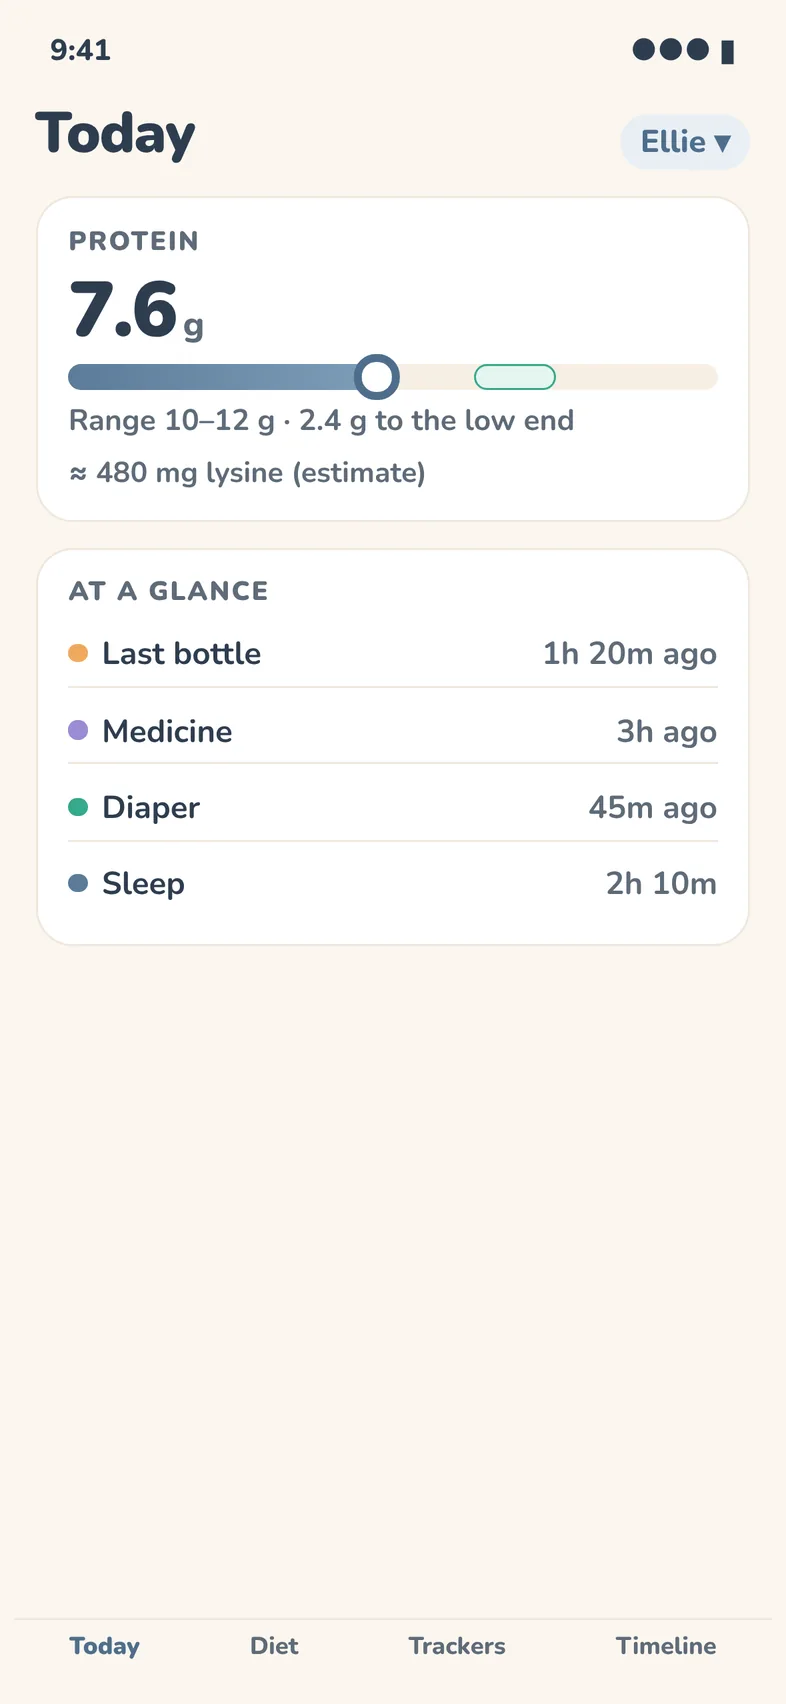 9:41
Today
Ellie ▼
PROTEIN
7.6 g
Range 10–12 g · 2.4 g to the low end
≈ 480 mg lysine (estimate)
AT A GLANCE
Last bottle 1h 20m ago
Medicine 3h ago
Diaper 45m ago
Sleep 2h 10m
Today Diet Trackers Timeline